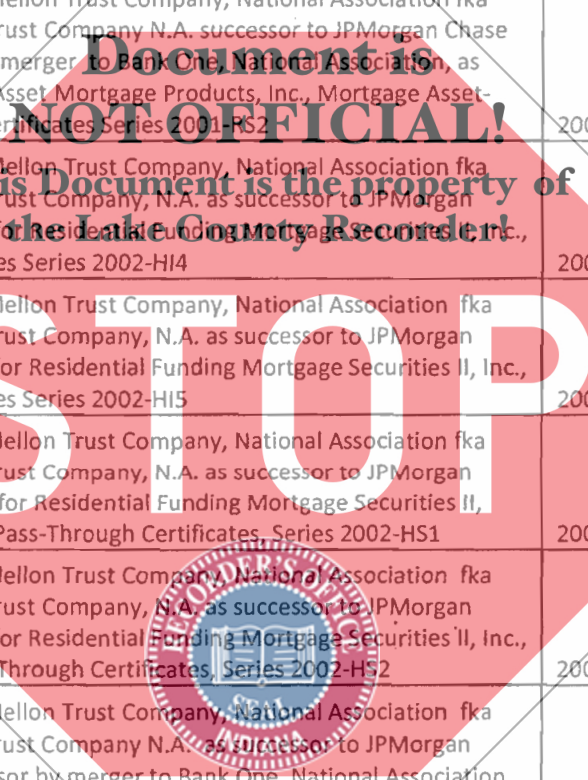 Mellon Trust Company, National Association fka
rust Company N.A. successor to JPMorgan Chase
Document is
merger to Bank One, National Association, as
Asset Mortgage Products, Inc., Mortgage Asset-
NOT OFFICIAL!
ertificates Series 2001-RS2 200
Mellon Trust Company, National Association fka
is Document is the property of
rust Company, N.A. as successor to JPMorgan
the Lake County Recorder!
or Residential Funding Mortgage Securities II, Inc.,
es Series 2002-HI4 200
STOP
Mellon Trust Company, National Association fka
rust Company, N.A. as successor to JPMorgan
or Residential Funding Mortgage Securities II, Inc.,
es Series 2002-HI5 200
Mellon Trust Company, National Association fka
rust Company, N.A. as successor to JPMorgan
for Residential Funding Mortgage Securities II,
Pass-Through Certificates, Series 2002-HS1 200
Mellon Trust Company, National Association fka
RECORDER'S OFFICE
rust Company, N.A. as successor to JPMorgan
or Residential Funding Mortgage Securities II, Inc.,
Through Certificates, Series 2002-HS2 200
SEAL
INDIANA
Mellon Trust Company, National Association fka
rust Company N.A. as successor to JPMorgan
sor by merger to Bank One, National Association